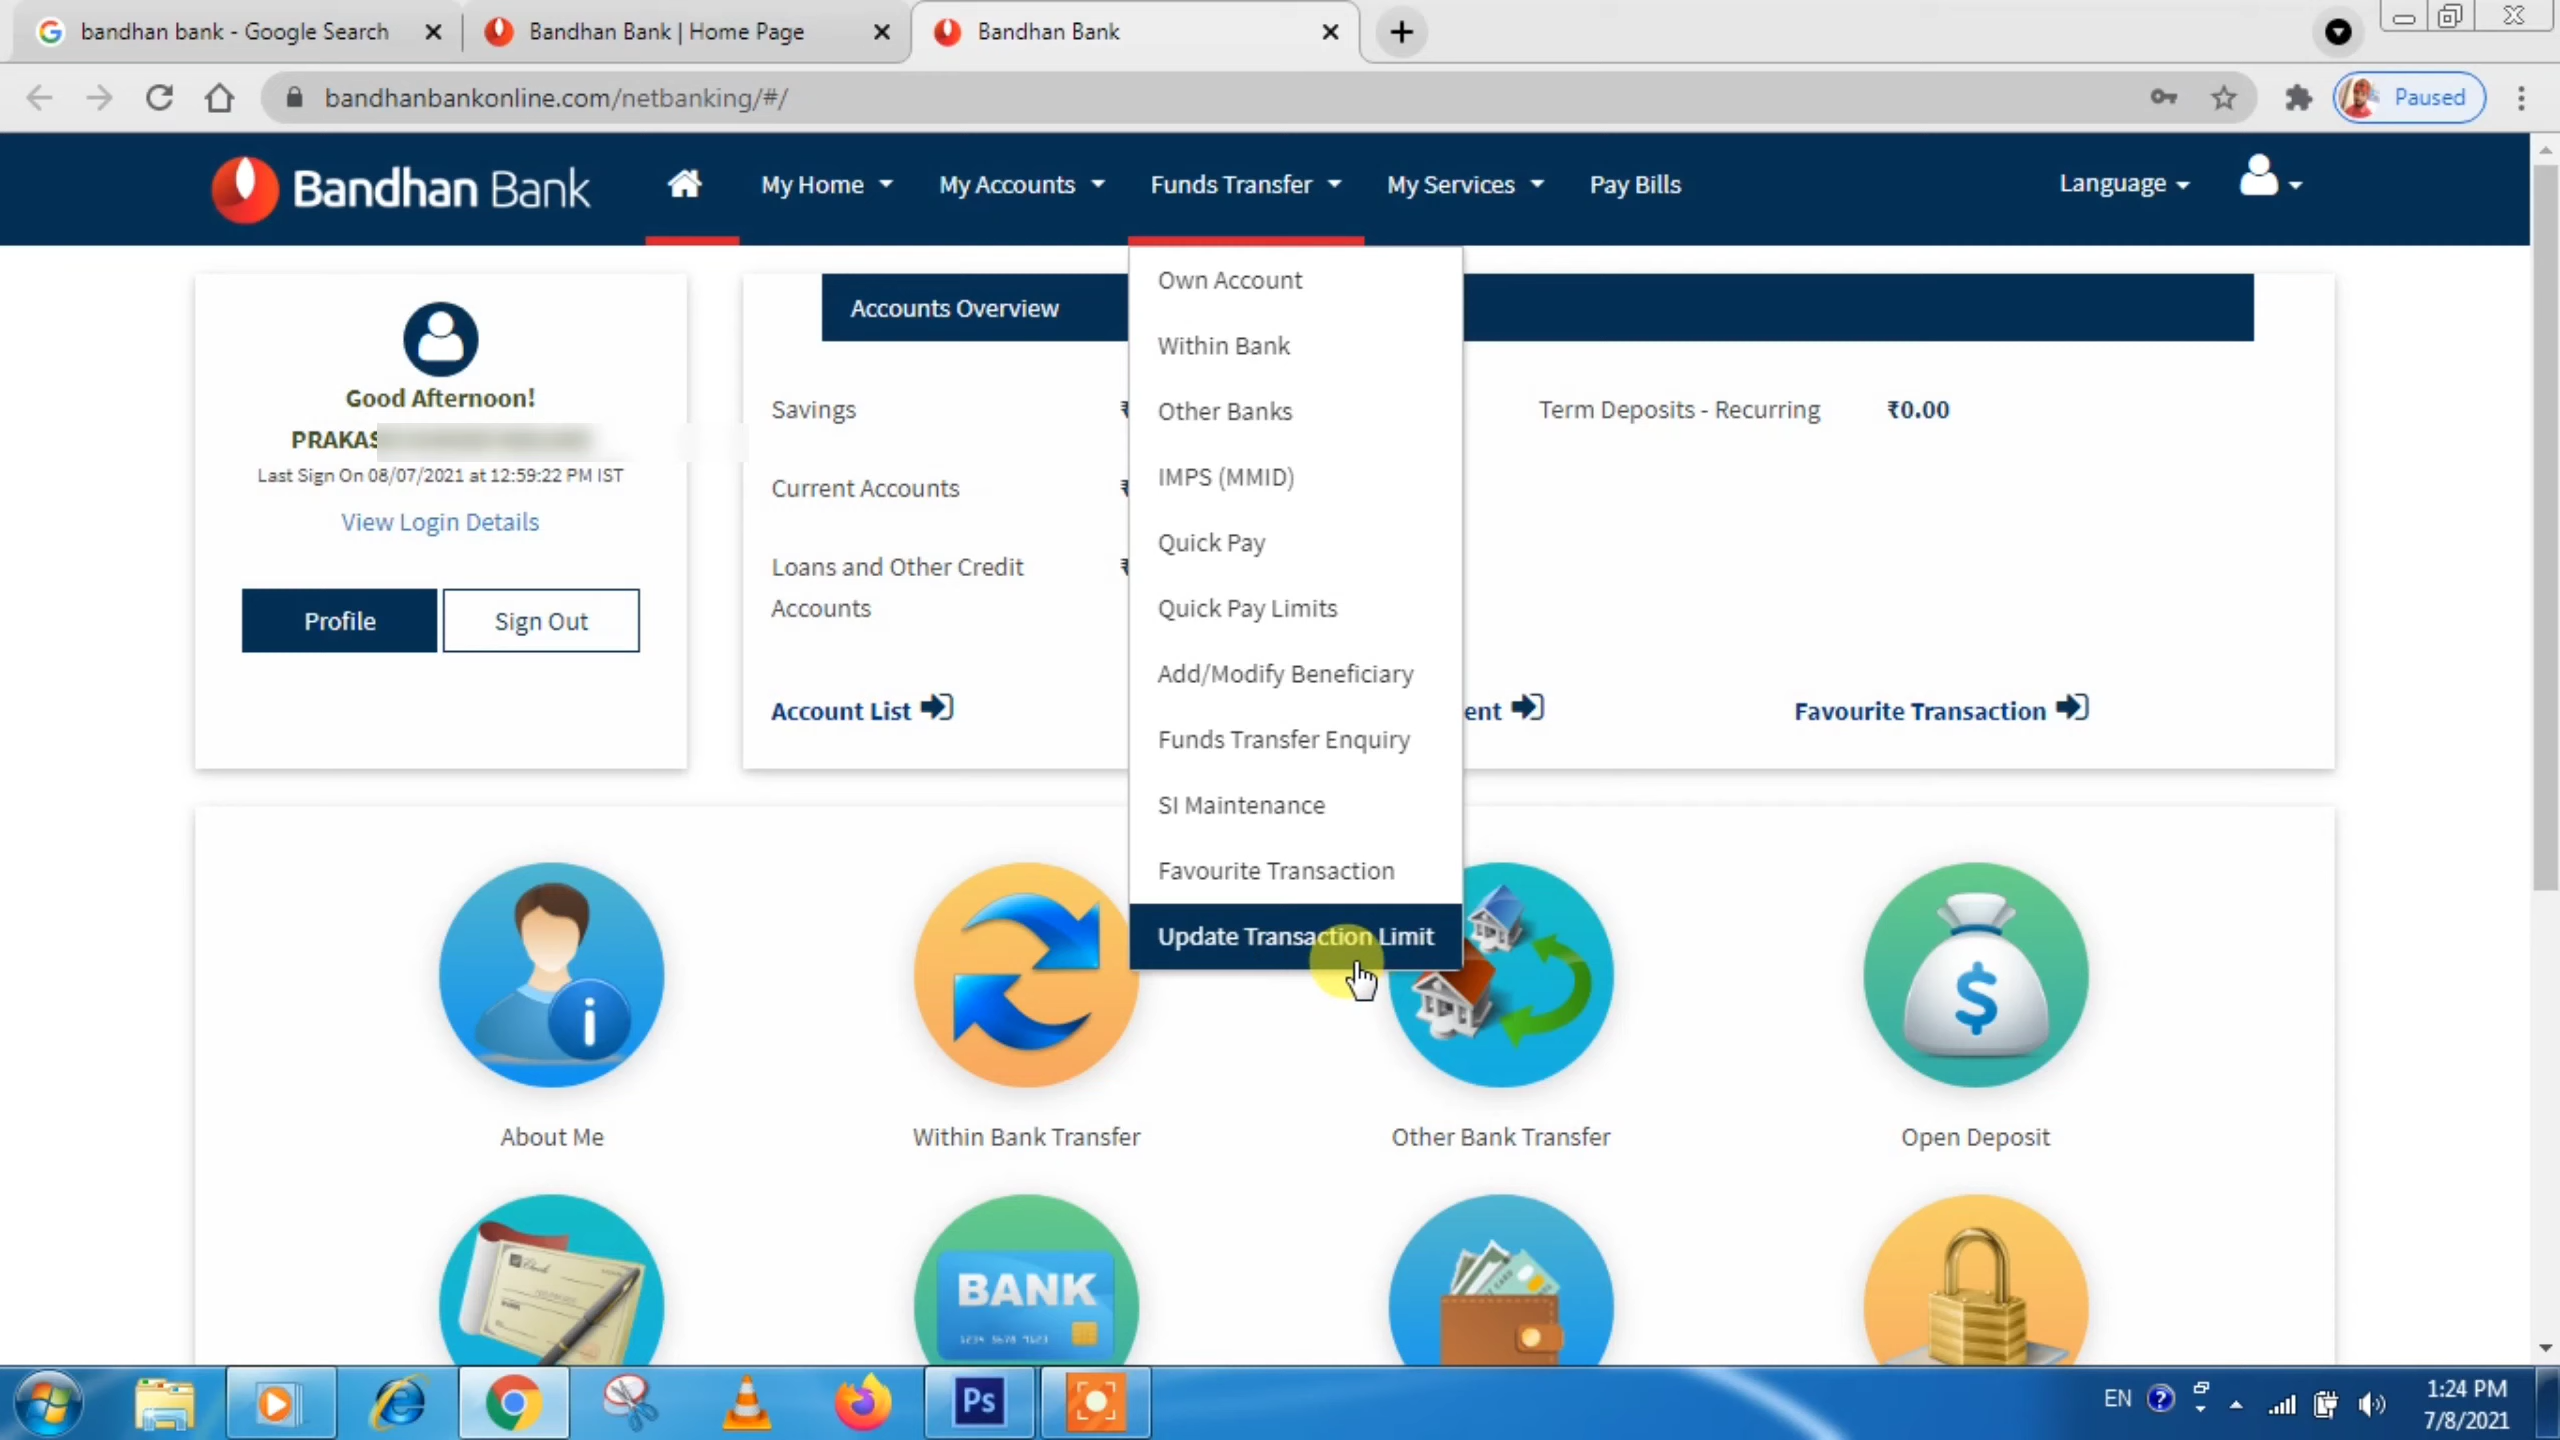 bandhan bank - Google Search
Bandhan Bank | Home Page
Bandhan Bank
bandhanbankonline.com/netbanking/#/
Paused
Bandhan Bank
My Home
My Accounts
Funds Transfer
My Services
Pay Bills
Language
Good Afternoon!
PRAKAS
Last Sign On 08/07/2021 at 12:59:22 PM IST
View Login Details
Profile
Sign Out
Accounts Overview
Savings
₹
Term Deposits - Recurring
₹0.00
Current Accounts
₹
Loans and Other Credit
Accounts
₹
Account List
ent
Favourite Transaction
Own Account
Within Bank
Other Banks
IMPS (MMID)
Quick Pay
Quick Pay Limits
Add/Modify Beneficiary
Funds Transfer Enquiry
SI Maintenance
Favourite Transaction
Update Transaction Limit
About Me
Within Bank Transfer
Other Bank Transfer
Open Deposit
BANK
Ps
EN
1:24 PM
7/8/2021